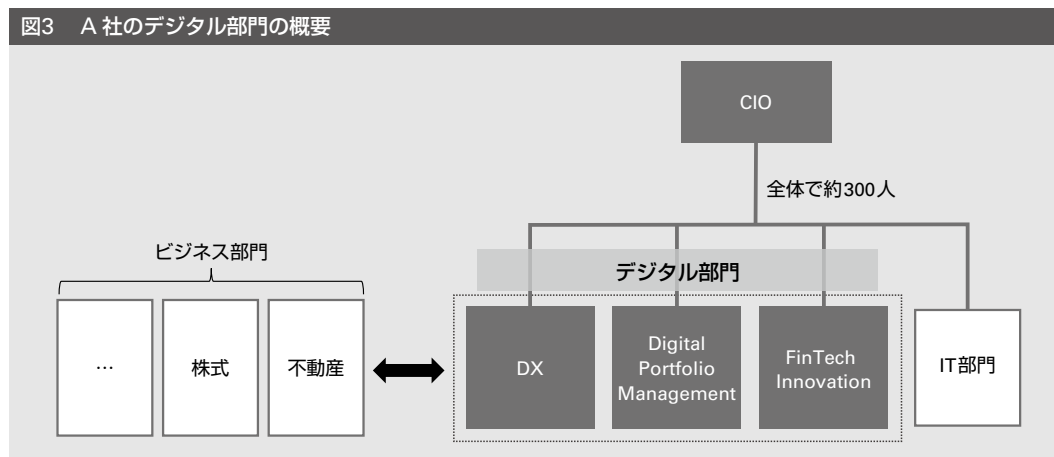 図3 A社のデジタル部門の概要
CIO
全体で約300人
ビジネス部門
デジタル部門
…
株式
不動産
DX
Digital
Portfolio
Management
FinTech
Innovation
IT部門